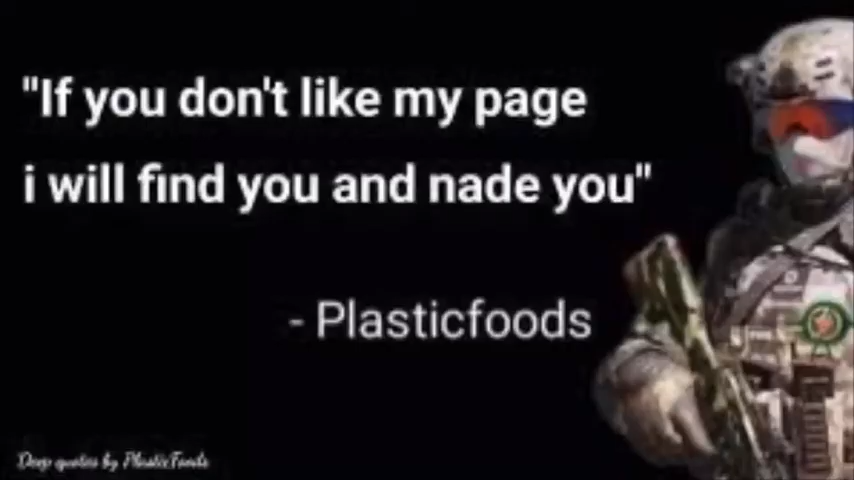 "If you don't like my page
i will find you and nade you"
- Plasticfoods
Deep quotes by PlasticFoods